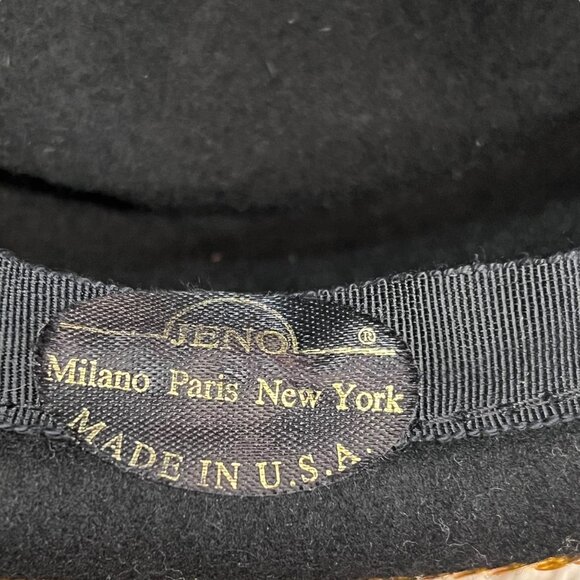 JENO ®
Milano Paris New York
MADE IN U.S.A.